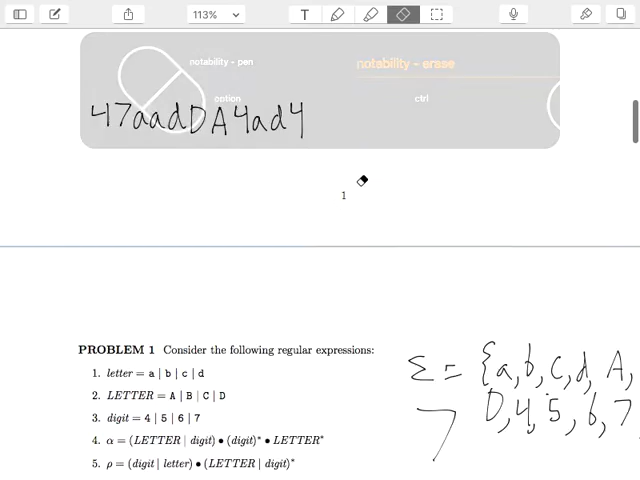 113%
T
notability - pen
notability - erase
option
ctrl
47aadDA4ad4
1
PROBLEM 1 Consider the following regular expressions:
1. letter = a | b | c | d
2. LETTER = A | B | C | D
3. digit = 4 | 5 | 6 | 7
4. α = (LETTER | digit) • (digit)* • LETTER*
5. ρ = (digit | letter) • (LETTER | digit)*
Σ = {a, b, c, d, A,
D, 4, 5, 6, 7,